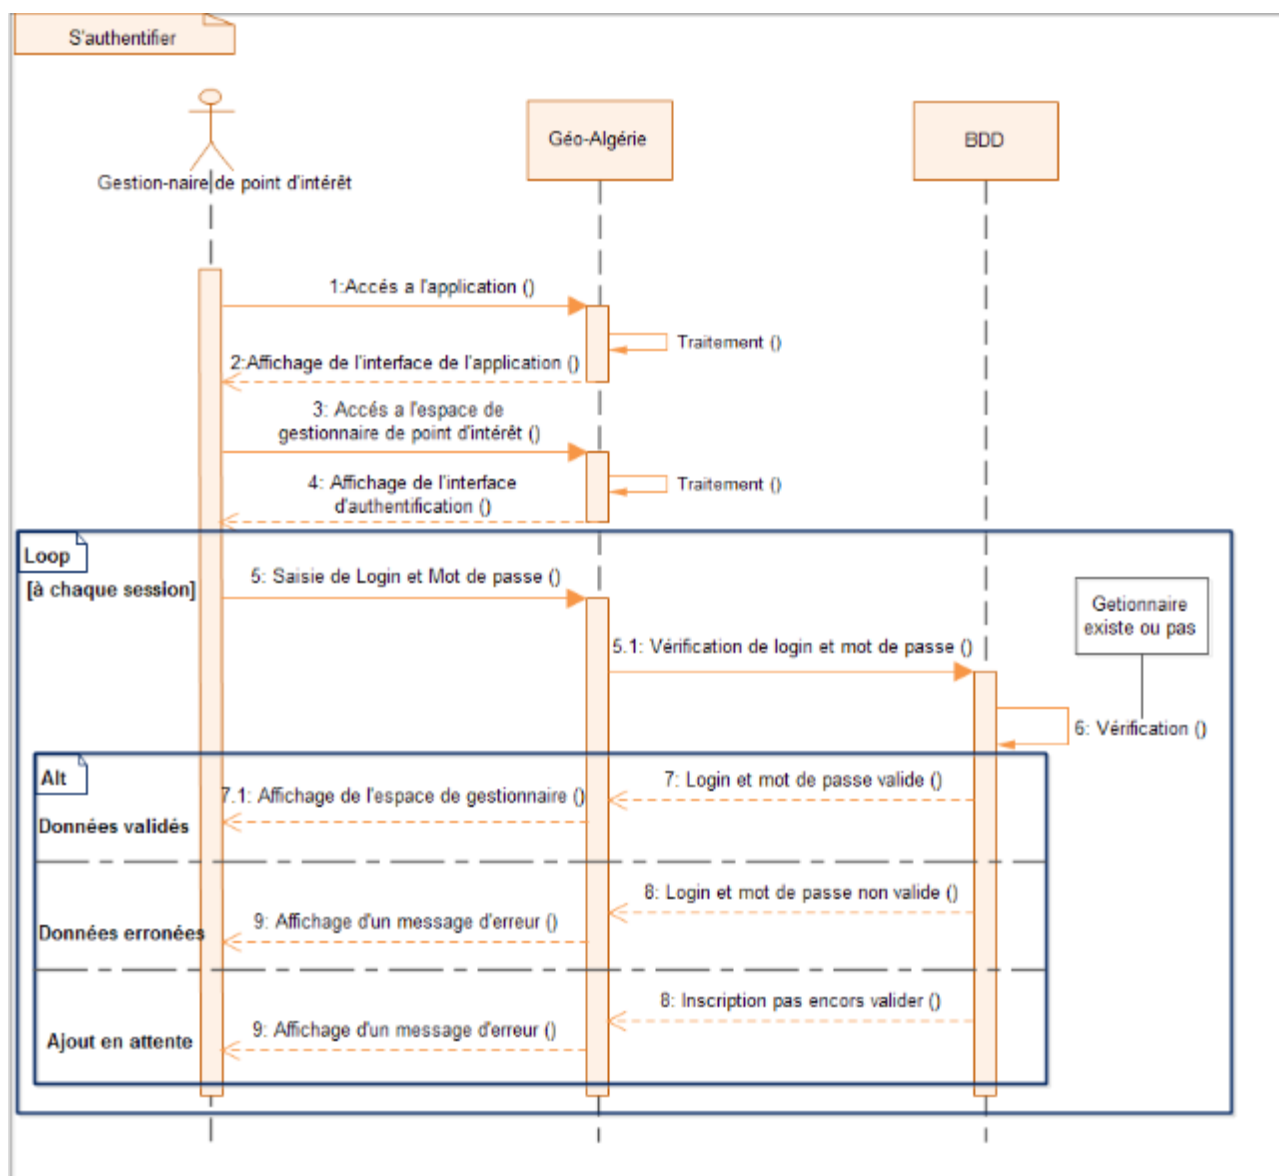 S'authentifier
Géo-Algérie
BDD
Gestion-naire de point d'intérêt
1:Accés a l'application ()
Traitement ()
2:Affichage de l'interface de l'application ()
3: Accés a l'espace de
gestionnaire de point d'intérêt ()
4: Affichage de l'interface
d'authentification ()
Traitement ()
Loop
[à chaque session]
5: Saisie de Login et Mot de passe ()
Getionnaire
existe ou pas
5.1: Vérification de login et mot de passe ()
6: Vérification ()
Alt
7: Login et mot de passe valide ()
7.1: Affichage de l'espace de gestionnaire ()
Données validés
8: Login et mot de passe non valide ()
9: Affichage d'un message d'erreur ()
Données erronées
8: Inscription pas encors valider ()
9: Affichage d'un message d'erreur ()
Ajout en attente